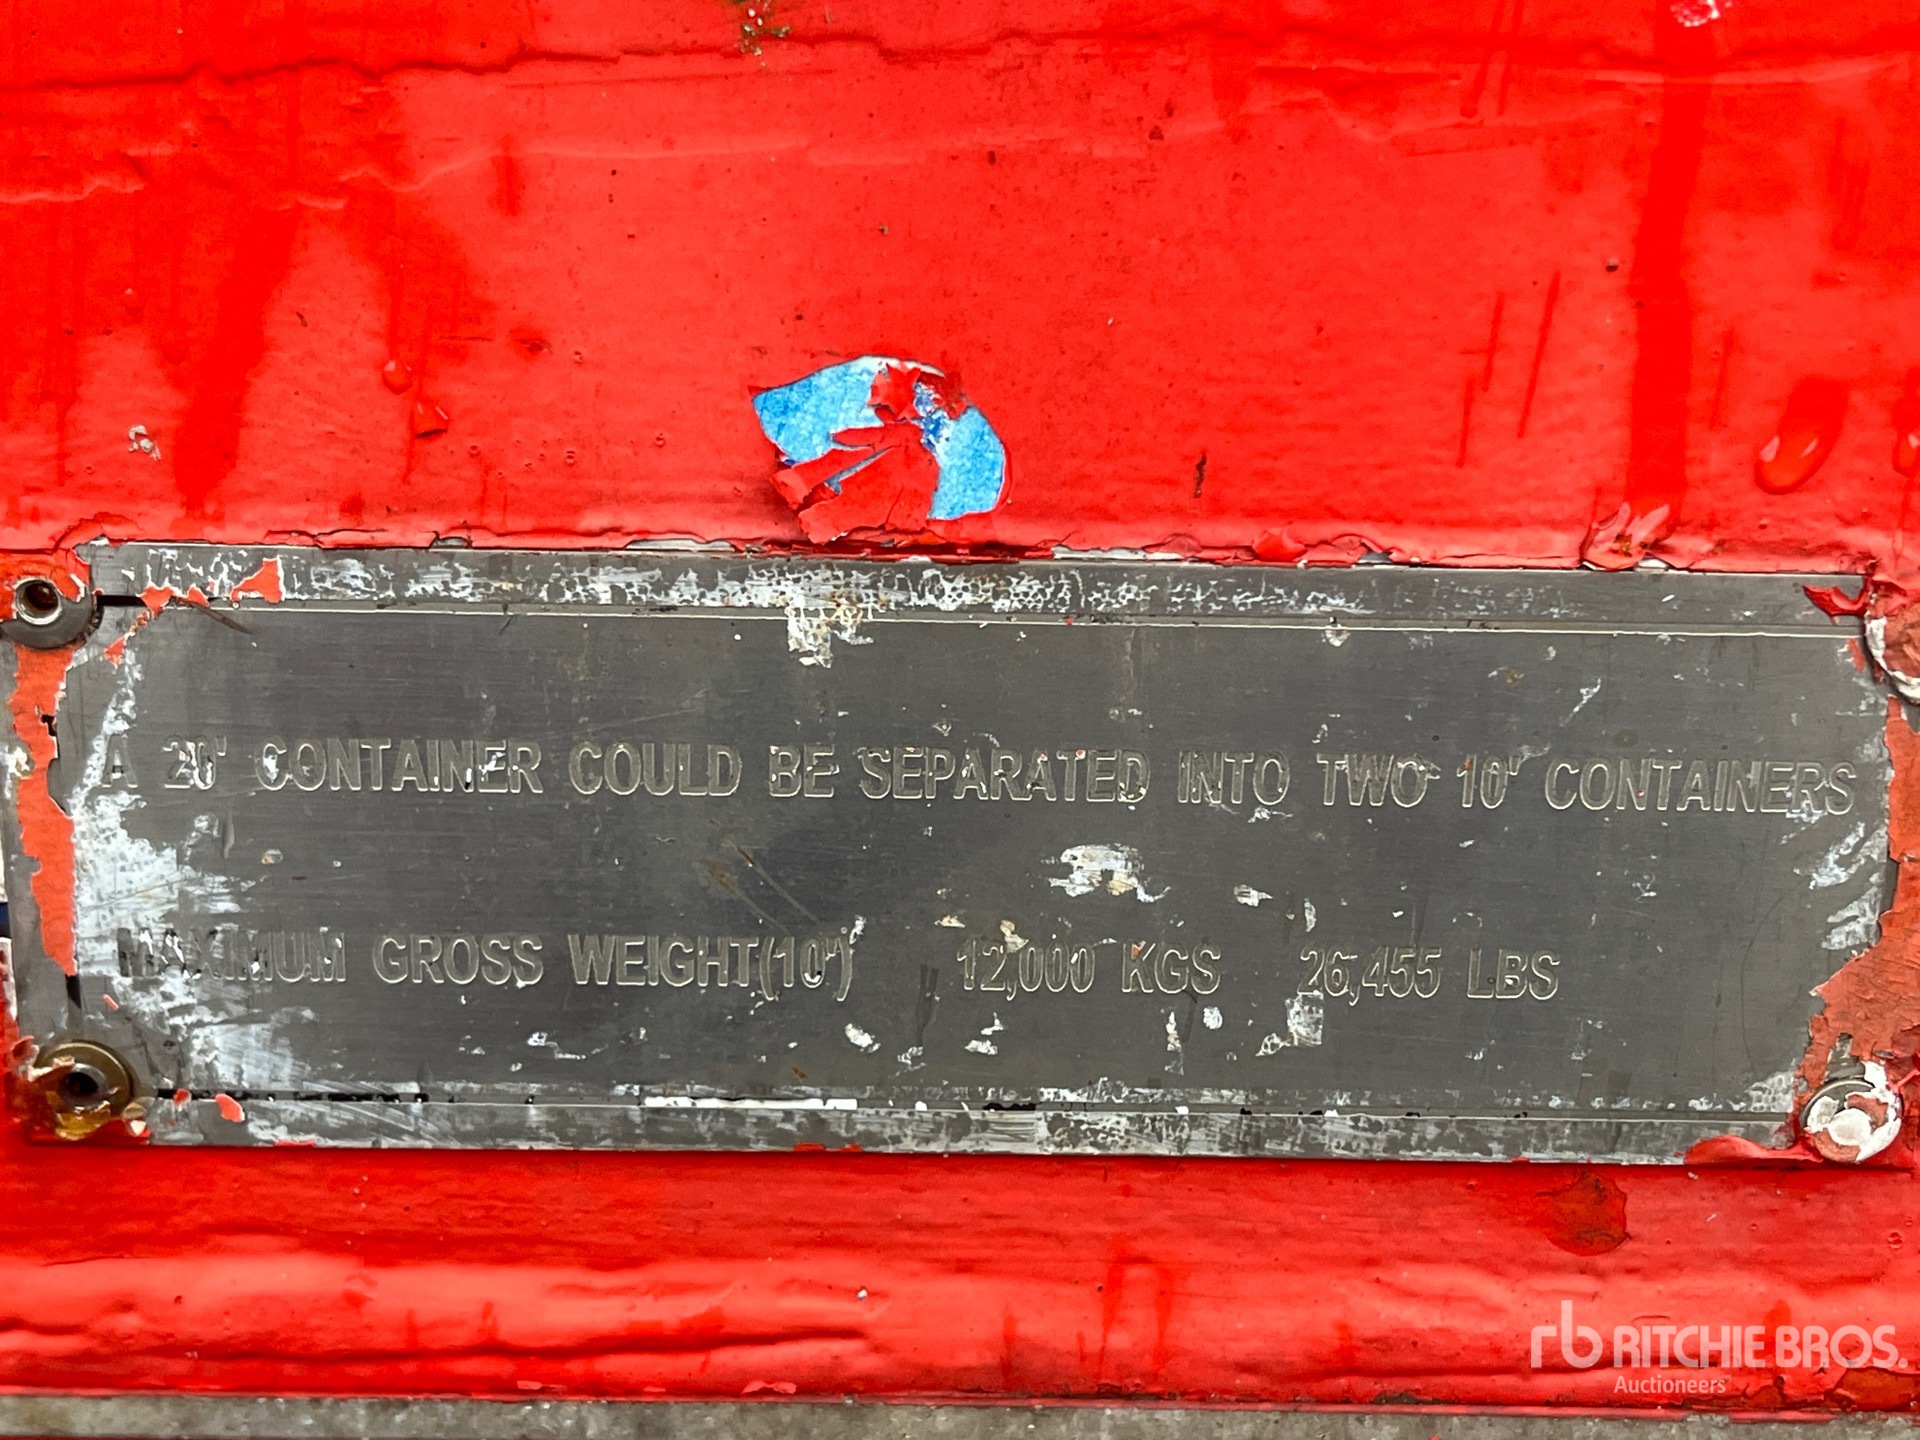 A 20' CONTAINER COULD BE SEPARATED INTO TWO 10' CONTAINERS
MAXIMUM GROSS WEIGHT(10') 12,000 KGS 26,455 LBS
rb RITCHIE BROS.
Auctioneers